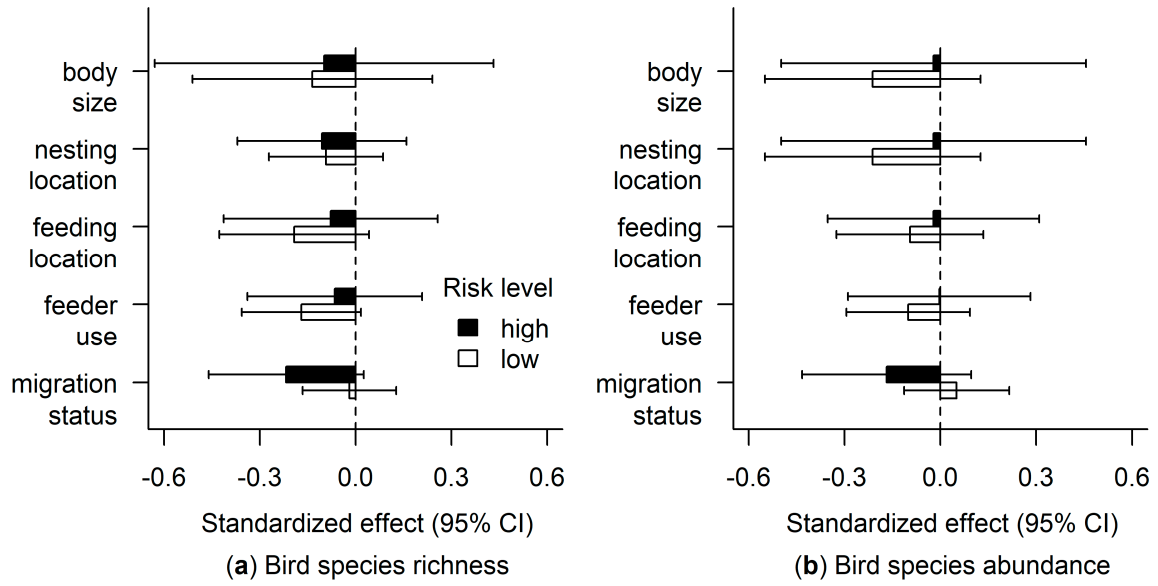 body
size
nesting
location
feeding
location
feeder
use
migration
status
Risk level
high
low
-0.6 -0.3 0.0 0.3 0.6
Standardized effect (95% CI)
(a) Bird species richness
body
size
nesting
location
feeding
location
feeder
use
migration
status
-0.6 -0.3 0.0 0.3 0.6
Standardized effect (95% CI)
(b) Bird species abundance